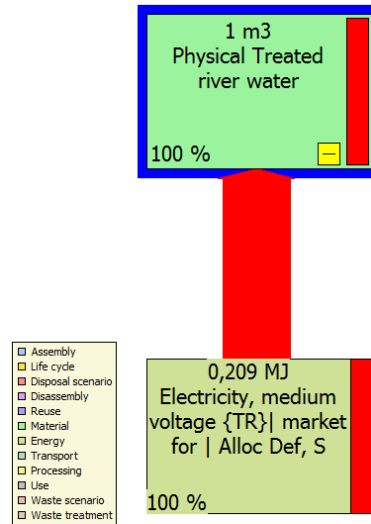 1 m3
Physical Treated
river water
100 %
0,209 MJ
Electricity, medium
voltage {TR}| market
for | Alloc Def, S
100 %
Assembly
Life cycle
Disposal scenario
Disassembly
Reuse
Material
Energy
Transport
Processing
Use
Waste scenario
Waste treatment